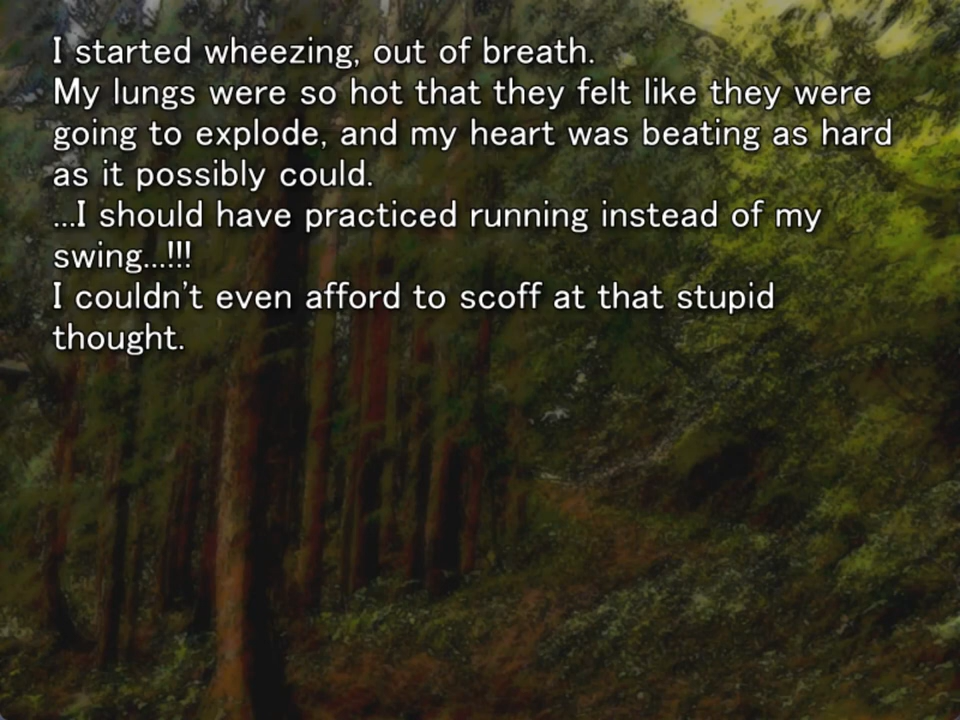 I started wheezing, out of breath.
My lungs were so hot that they felt like they were
going to explode, and my heart was beating as hard
as it possibly could.
...I should have practiced running instead of my
swing...!!!
I couldn't even afford to scoff at that stupid
thought.